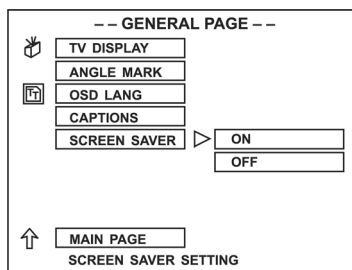 -- GENERAL PAGE --
TV DISPLAY
ANGLE MARK
OSD LANG
CAPTIONS
SCREEN SAVER
ON
OFF
MAIN PAGE
SCREEN SAVER SETTING